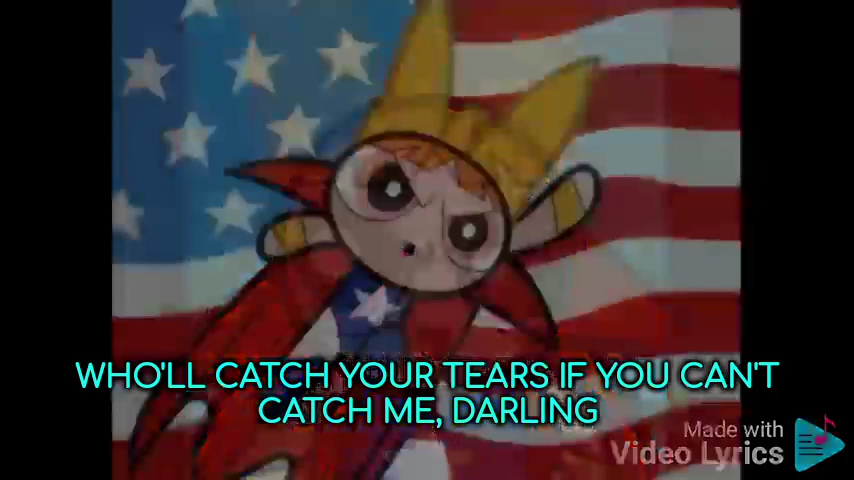 WHO'LL CATCH YOUR TEARS IF YOU CAN'T
CATCH ME, DARLING
Made with
Video Lyrics